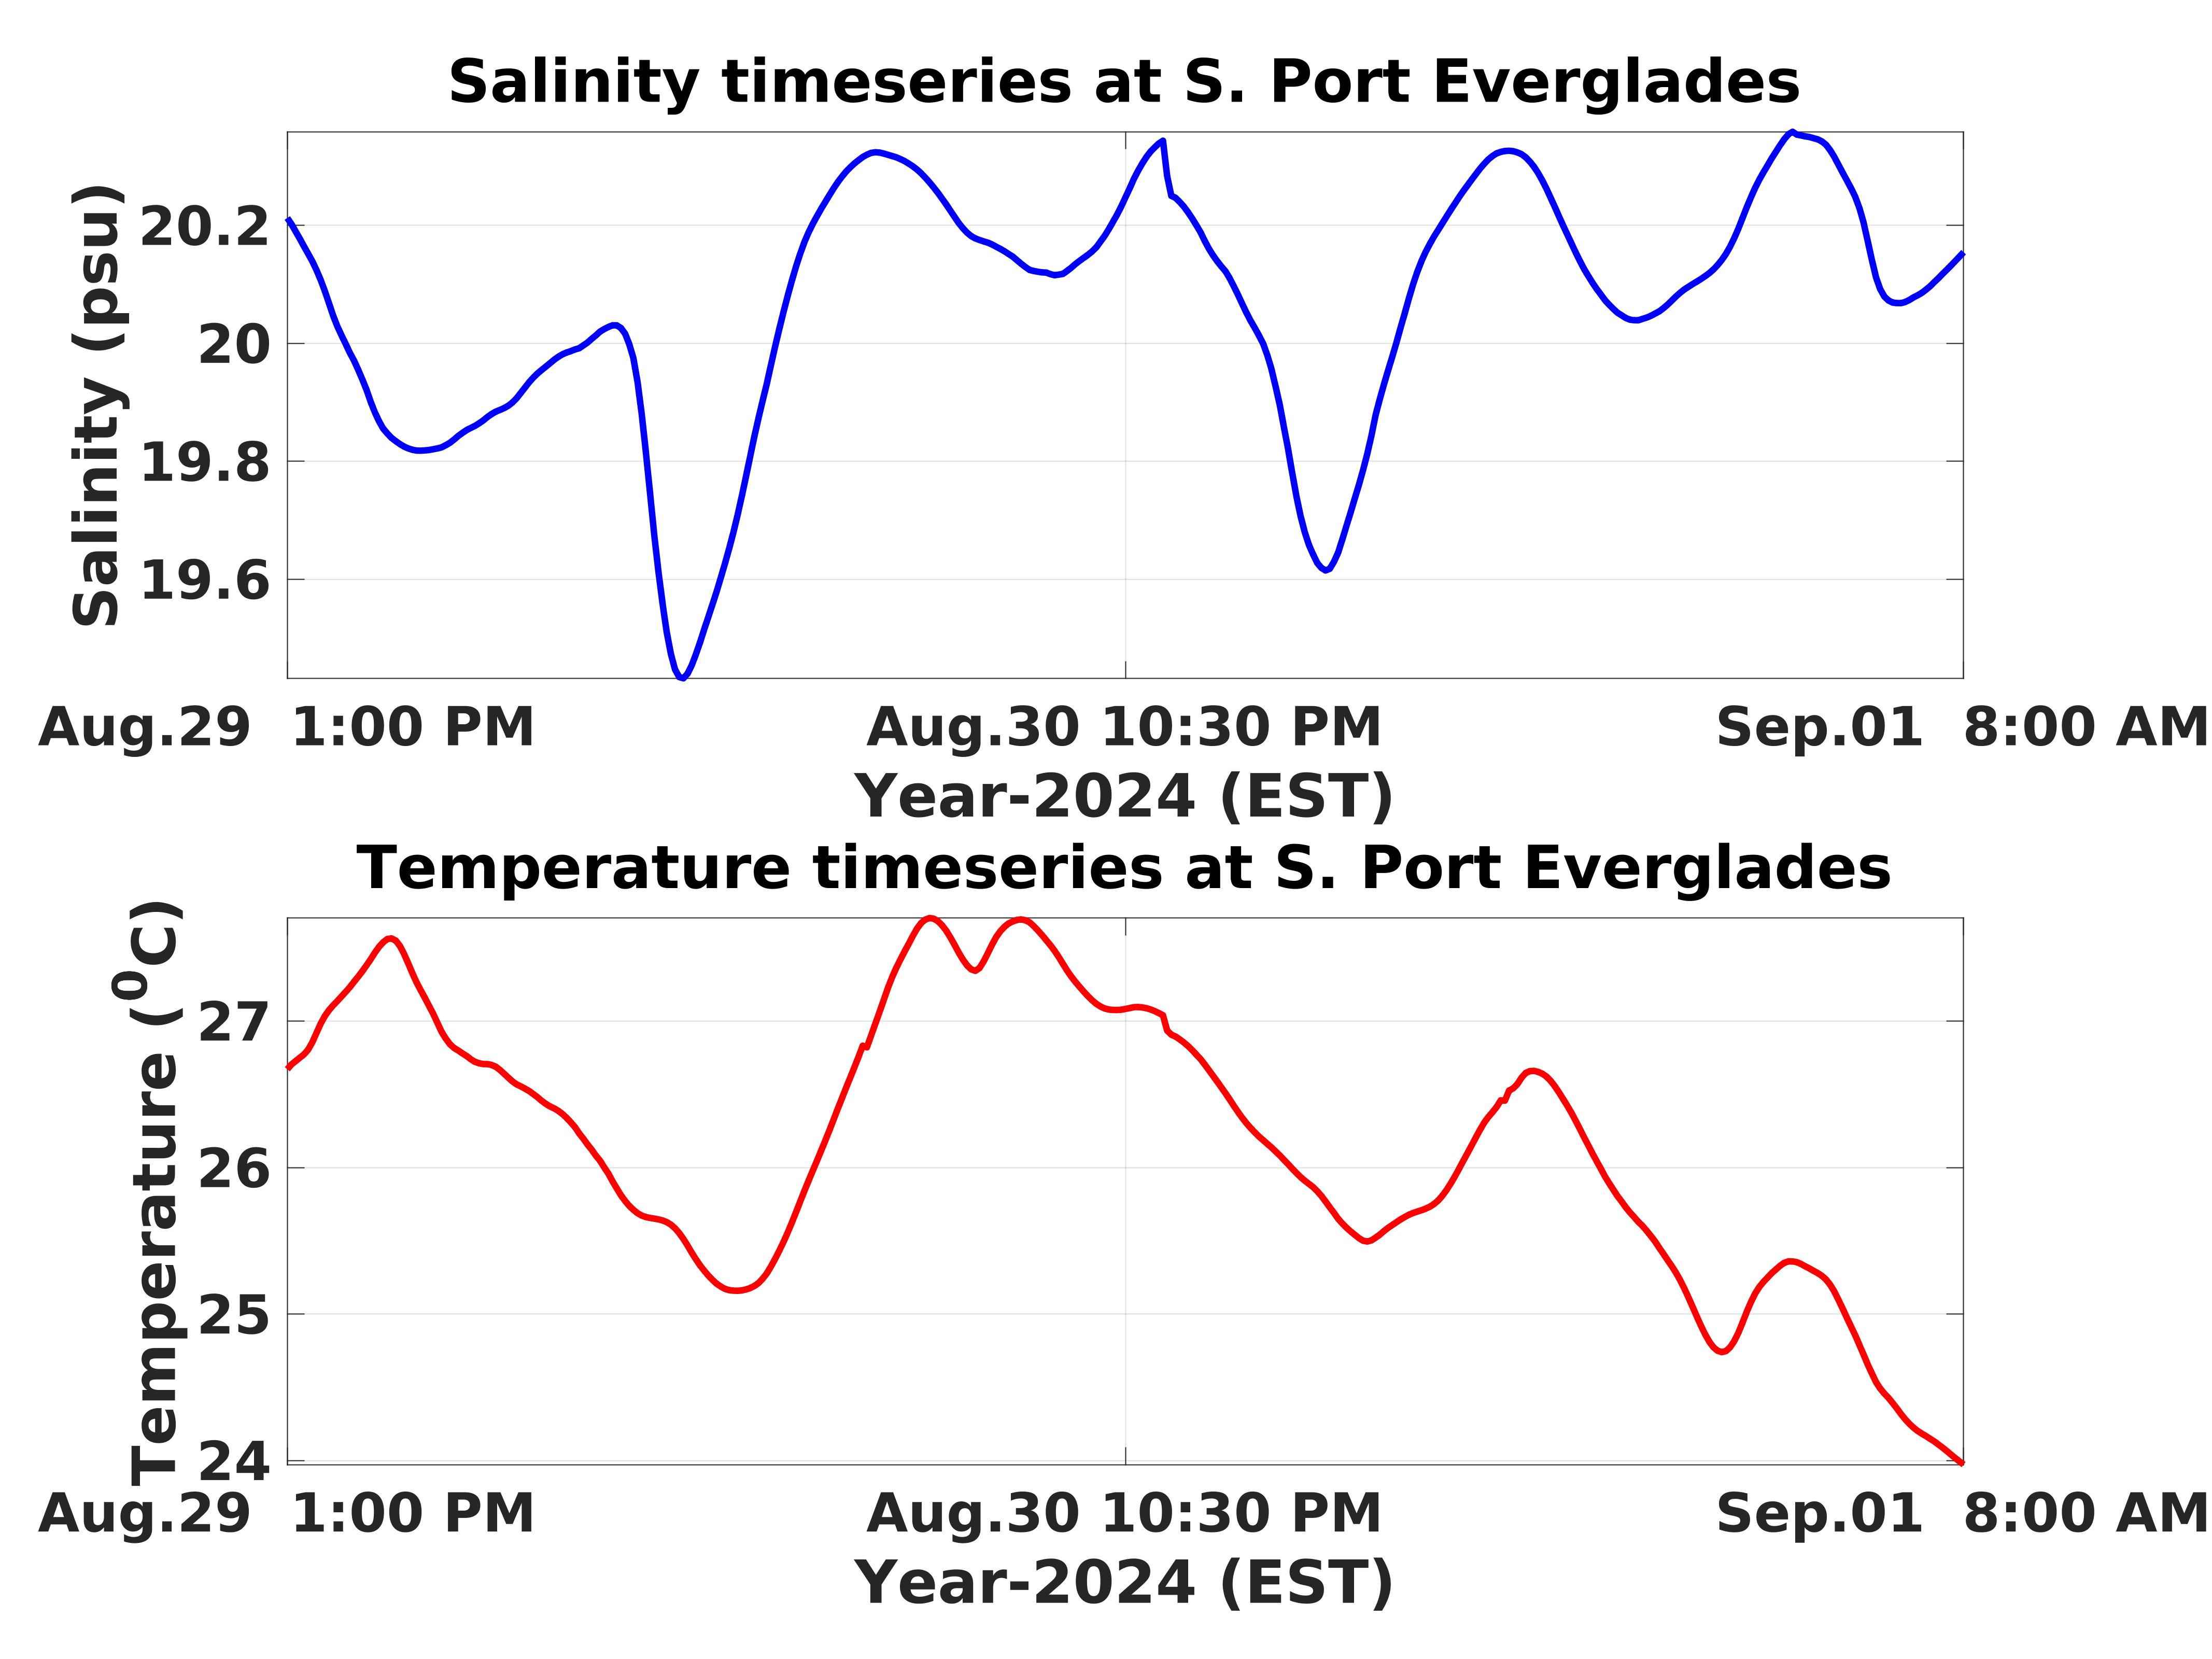 Salinity timeseries at S. Port Everglades
Salinity (psu)
20.2
20
19.8
19.6
Aug.29  1:00 PM
Aug.30 10:30 PM
Sep.01  8:00 AM
Year-2024 (EST)
Temperature timeseries at S. Port Everglades
Temperature (⁰C)
27
26
25
24
Aug.29  1:00 PM
Aug.30 10:30 PM
Sep.01  8:00 AM
Year-2024 (EST)